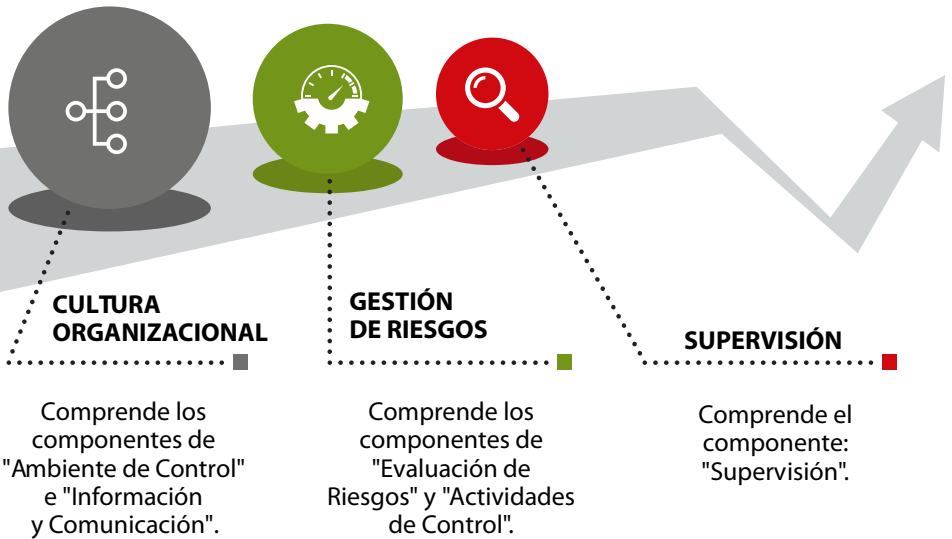 CULTURA
ORGANIZACIONAL
Comprende los
componentes de
"Ambiente de Control"
e "Información
y Comunicación".
GESTIÓN
DE RIESGOS
Comprende los
componentes de
"Evaluación de
Riesgos" y "Actividades
de Control".
SUPERVISIÓN
Comprende el
componente:
"Supervisión".